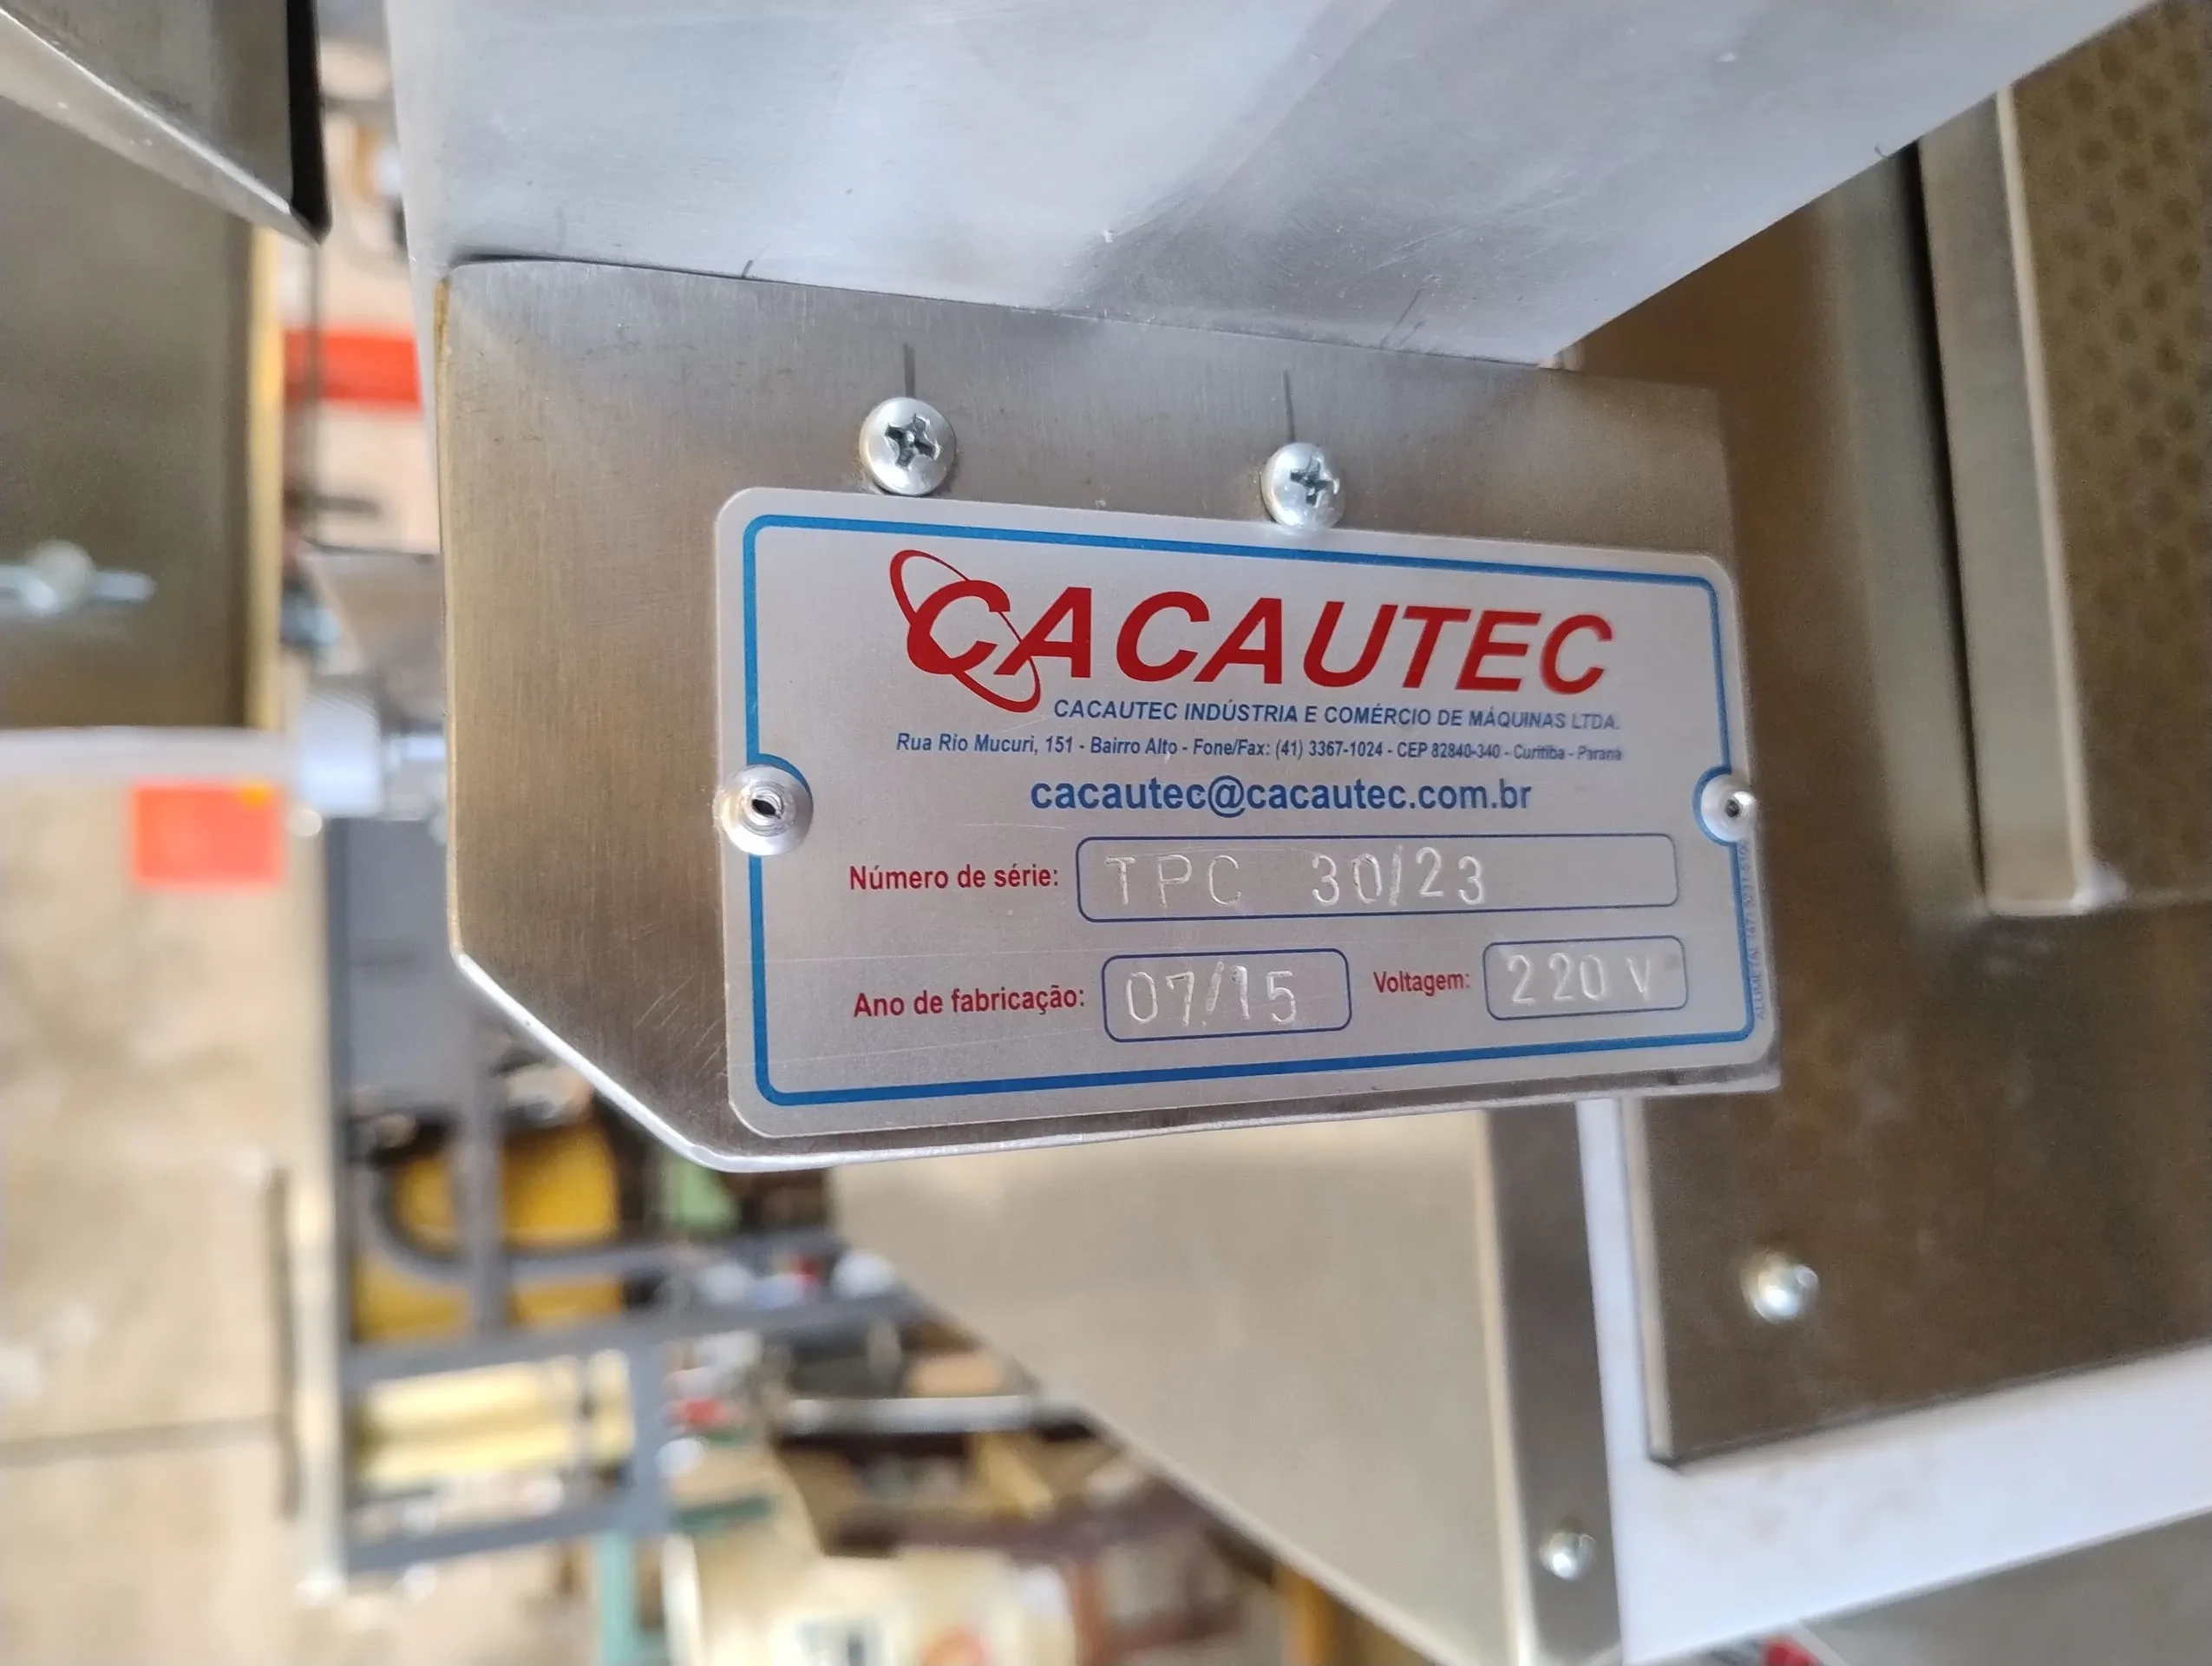 CACAUTEC
CACAUTEC INDÚSTRIA E COMÉRCIO DE MÁQUINAS LTDA.
Rua Rio Mucuri, 151 - Bairro Alto - Fone/Fax: (41) 3367-1024 - CEP 82840-340 - Curitiba - Paraná
cacautec@cacautec.com.br
Número de série: TPC 30/23
Ano de fabricação: 07/15 Voltagem: 220 V